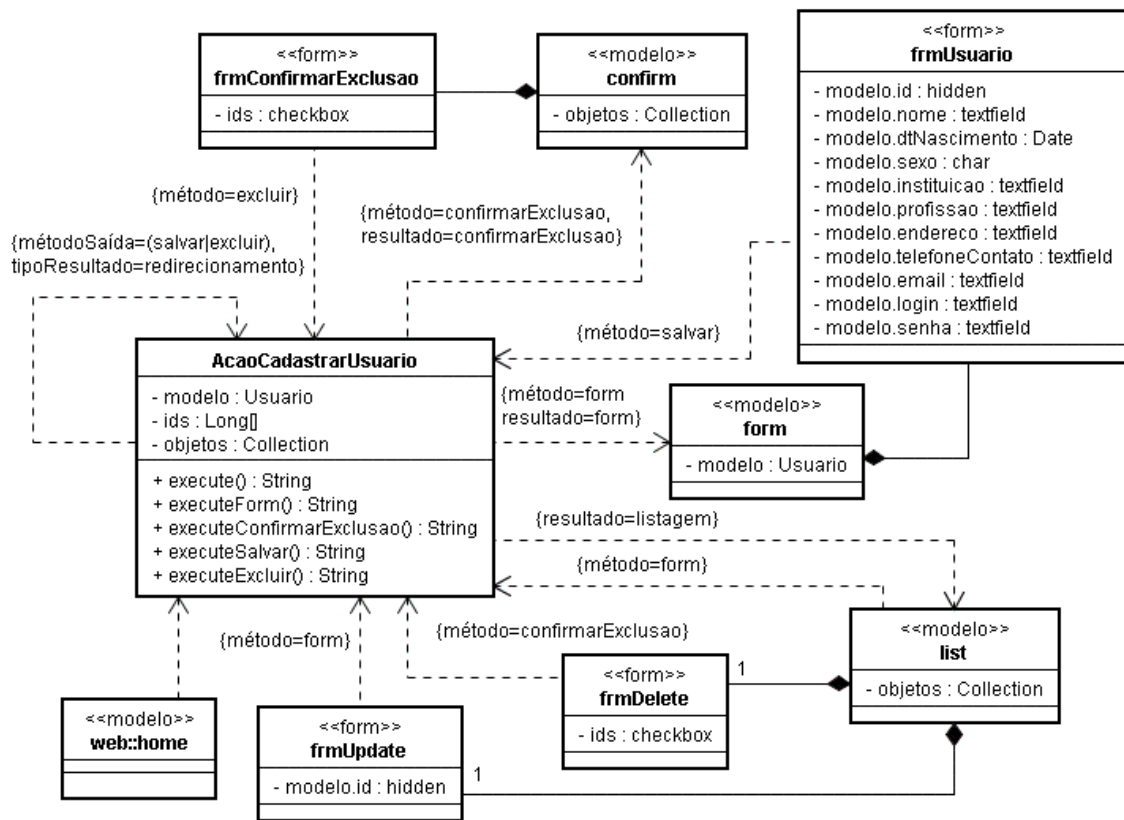 <<form>>
frmConfirmarExclusao
- ids : checkbox
<<modelo>>
confirm
- objetos : Collection
<<form>>
frmUsuario
- modelo.id : hidden
- modelo.nome : textfield
- modelo.dtNascimento : Date
- modelo.sexo : char
- modelo.instituicao : textfield
- modelo.profissao : textfield
- modelo.endereco : textfield
- modelo.telefoneContato : textfield
- modelo.email : textfield
- modelo.login : textfield
- modelo.senha : textfield
{método=excluir}
{método=confirmarExclusao,
resultado=confirmarExclusao}
{métodoSaída=(salvar|excluir),
tipoResultado=redirecionamento}
{método=salvar}
AcaoCadastrarUsuario
- modelo : Usuario
- ids : Long[]
- objetos : Collection
+ execute() : String
+ executeForm() : String
+ executeConfirmarExclusao() : String
+ executeSalvar() : String
+ executeExcluir() : String
{método=form
resultado=form}
<<modelo>>
form
- modelo : Usuario
{resultado=listagem}
{método=form}
{método=form}
{método=confirmarExclusao}
<<modelo>>
list
- objetos : Collection
<<form>>
frmDelete
- ids : checkbox
1
<<modelo>>
web::home
<<form>>
frmUpdate
- modelo.id : hidden
1